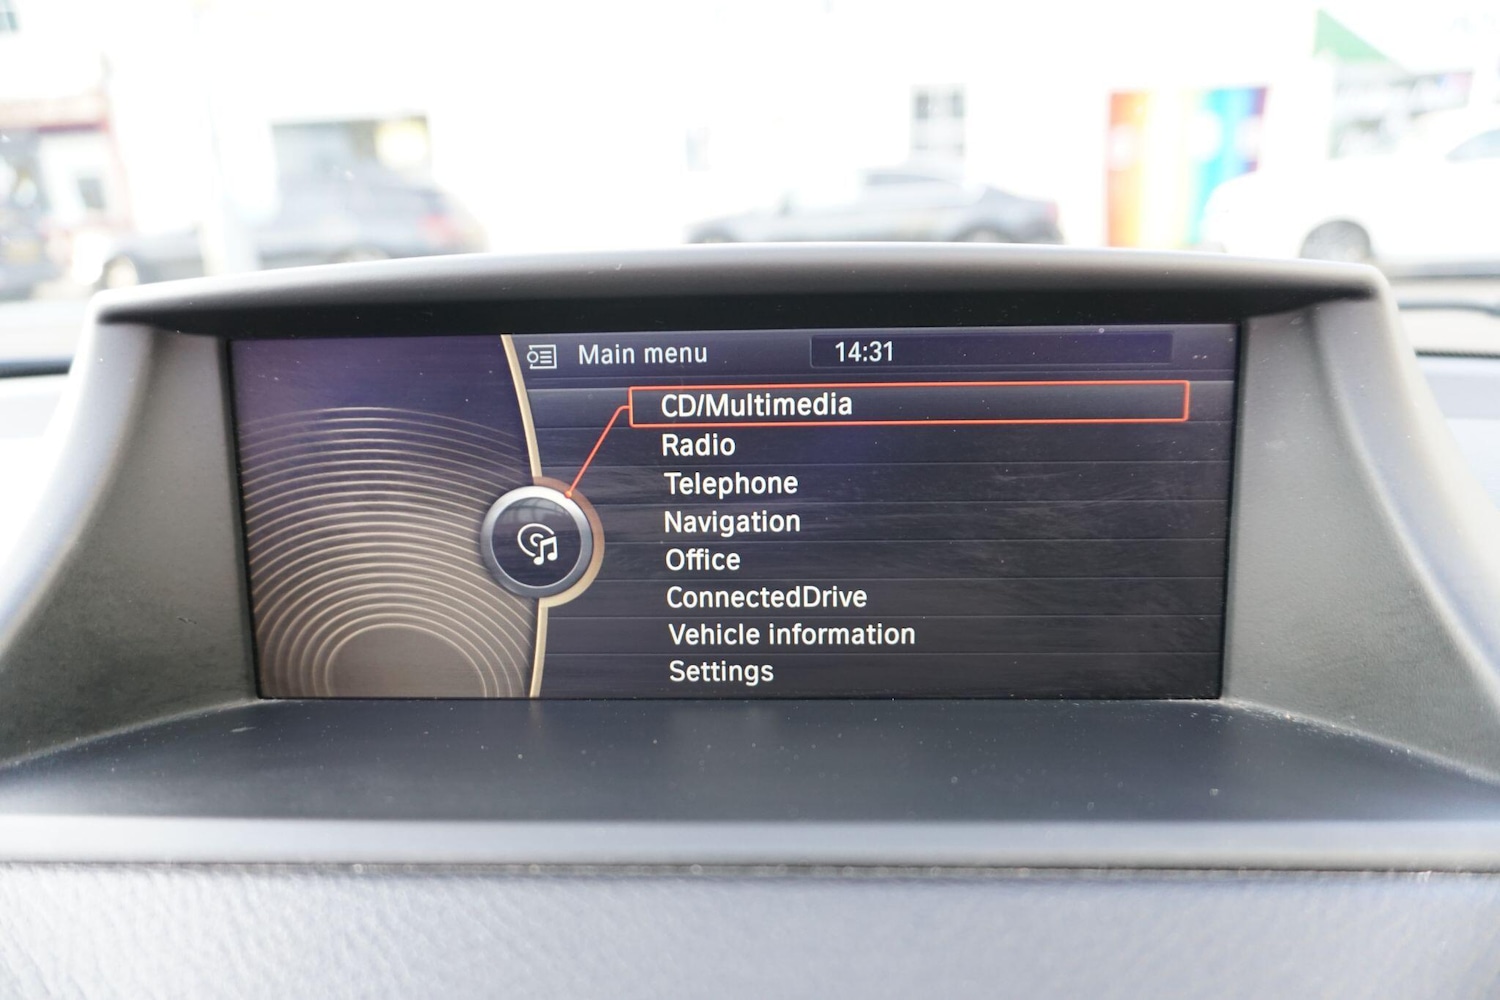 Main menu 14:31
CD/Multimedia
Radio
Telephone
Navigation
Office
ConnectedDrive
Vehicle information
Settings